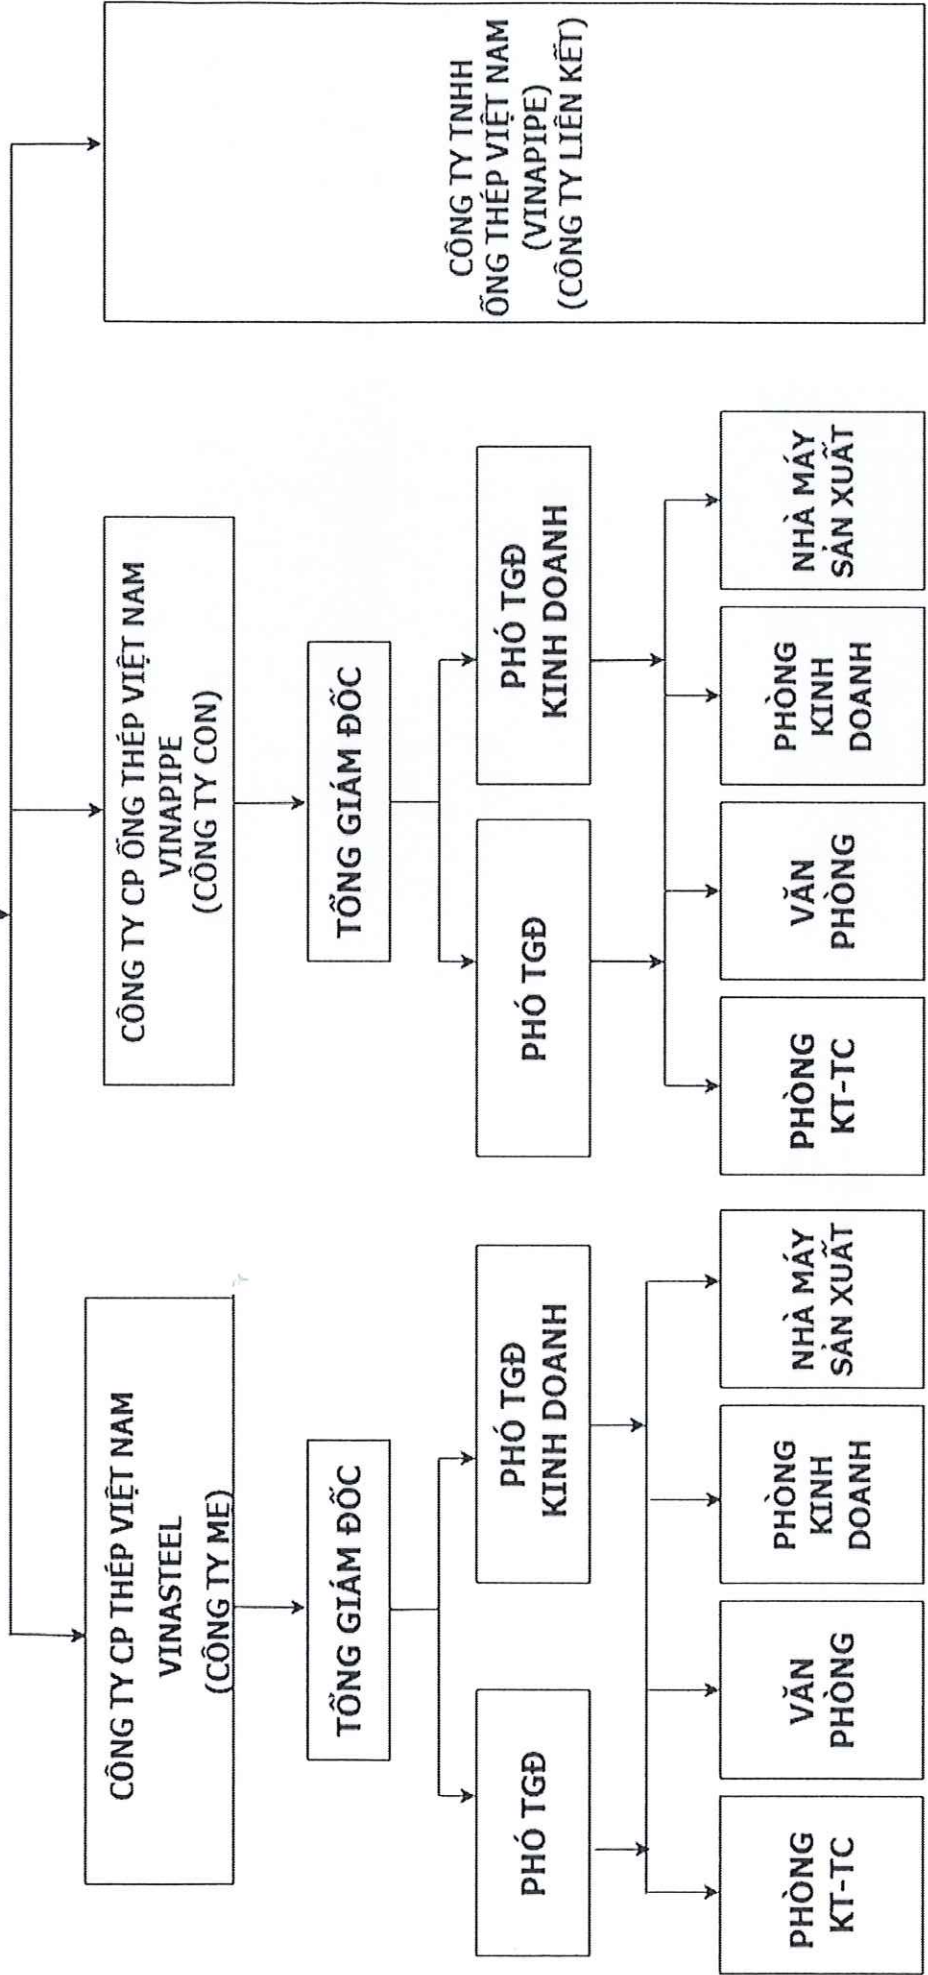 CÔNG TY CP THÉP VIỆT NAM
VINASTEEL
(CÔNG TY MẸ)
CÔNG TY CP ỐNG THÉP VIỆT NAM
VINAPIPE
(CÔNG TY CON)
CÔNG TY TNHH
ỐNG THÉP VIỆT NAM
(VINAPIPE)
(CÔNG TY LIÊN KẾT)
TỔNG GIÁM ĐỐC
TỔNG GIÁM ĐỐC
PHÓ TGĐ
PHÓ TGĐ
KINH DOANH
PHÓ TGĐ
PHÓ TGĐ
KINH DOANH
PHÒNG
KT-TC
VĂN
PHÒNG
PHÒNG
KINH
DOANH
NHÀ MÁY
SẢN XUẤT
PHÒNG
KT-TC
VĂN
PHÒNG
PHÒNG
KINH
DOANH
NHÀ MÁY
SẢN XUẤT